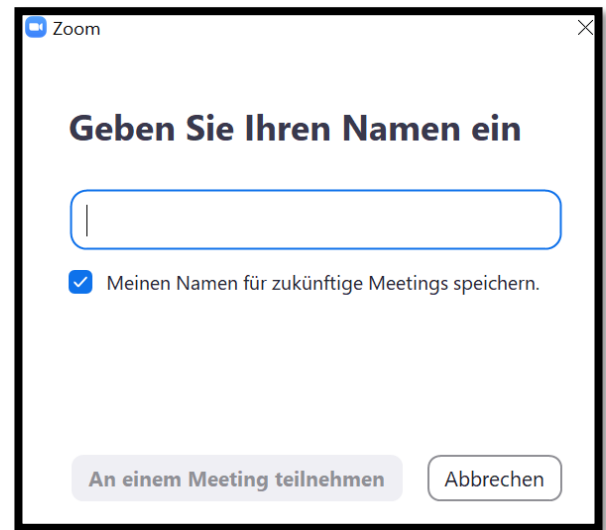 Zoom
Geben Sie Ihren Namen ein
Meinen Namen für zukünftige Meetings speichern.
An einem Meeting teilnehmen
Abbrechen